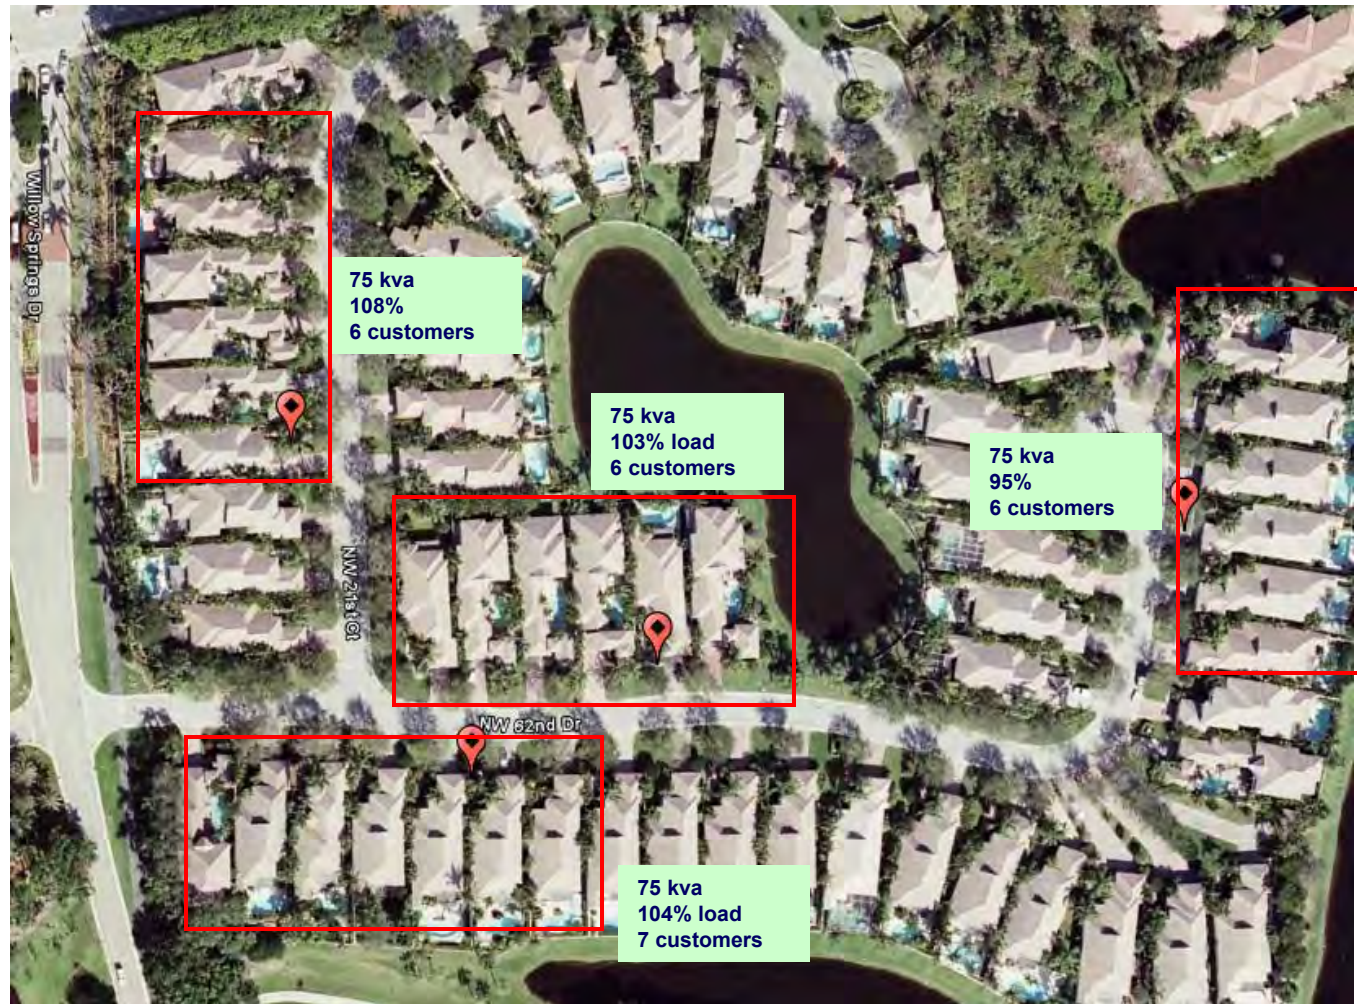 Willow Springs Dr
75 kva
108%
6 customers
75 kva
103% load
6 customers
75 kva
95%
6 customers
NW 21st Ct
NW 62nd Dr
75 kva
104% load
7 customers